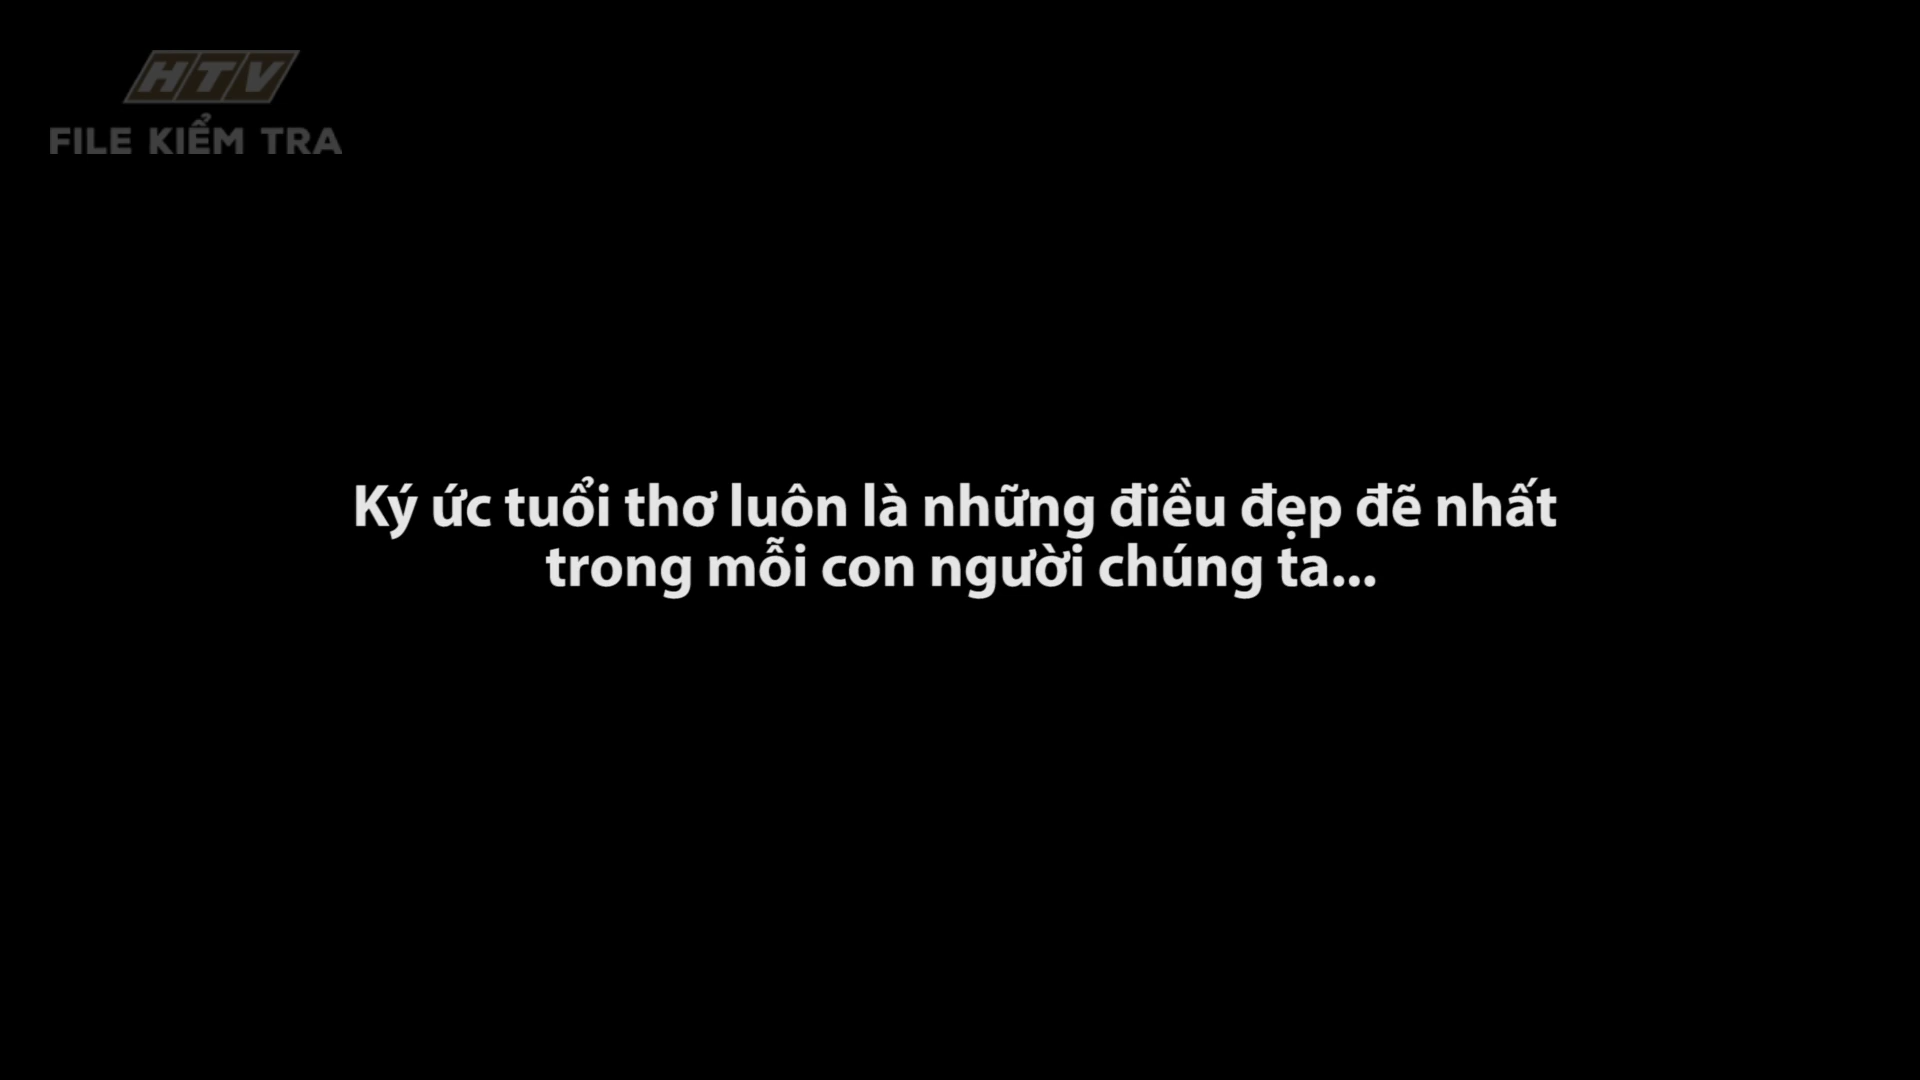 HTV
FILE KIỂM TRA
Ký ức tuổi thơ luôn là những điều đẹp đẽ nhất
trong mỗi con người chúng ta...